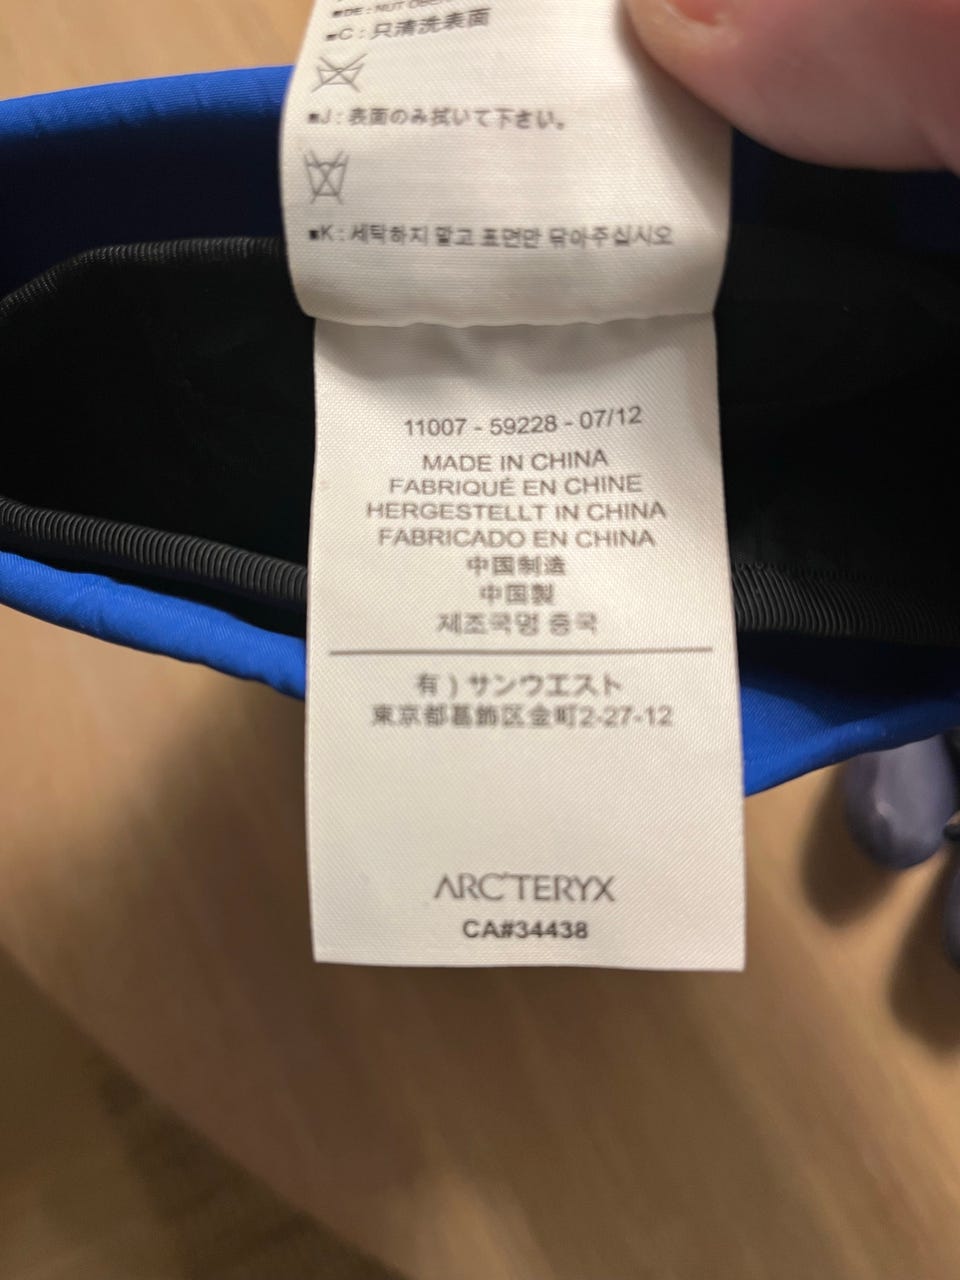 ■C : 只清洗表面
■J : 表面のみ拭いて下さい。
■K : 세탁하지 말고 표면만 닦아주십시오
11007 - 59228 - 07/12
MADE IN CHINA
FABRIQUÉ EN CHINE
HERGESTELLT IN CHINA
FABRICADO EN CHINA
中国制造
中国製
제조국명 중국
有 ) サンウエスト
東京都葛飾区金町2-27-12
ARC'TERYX
CA#34438